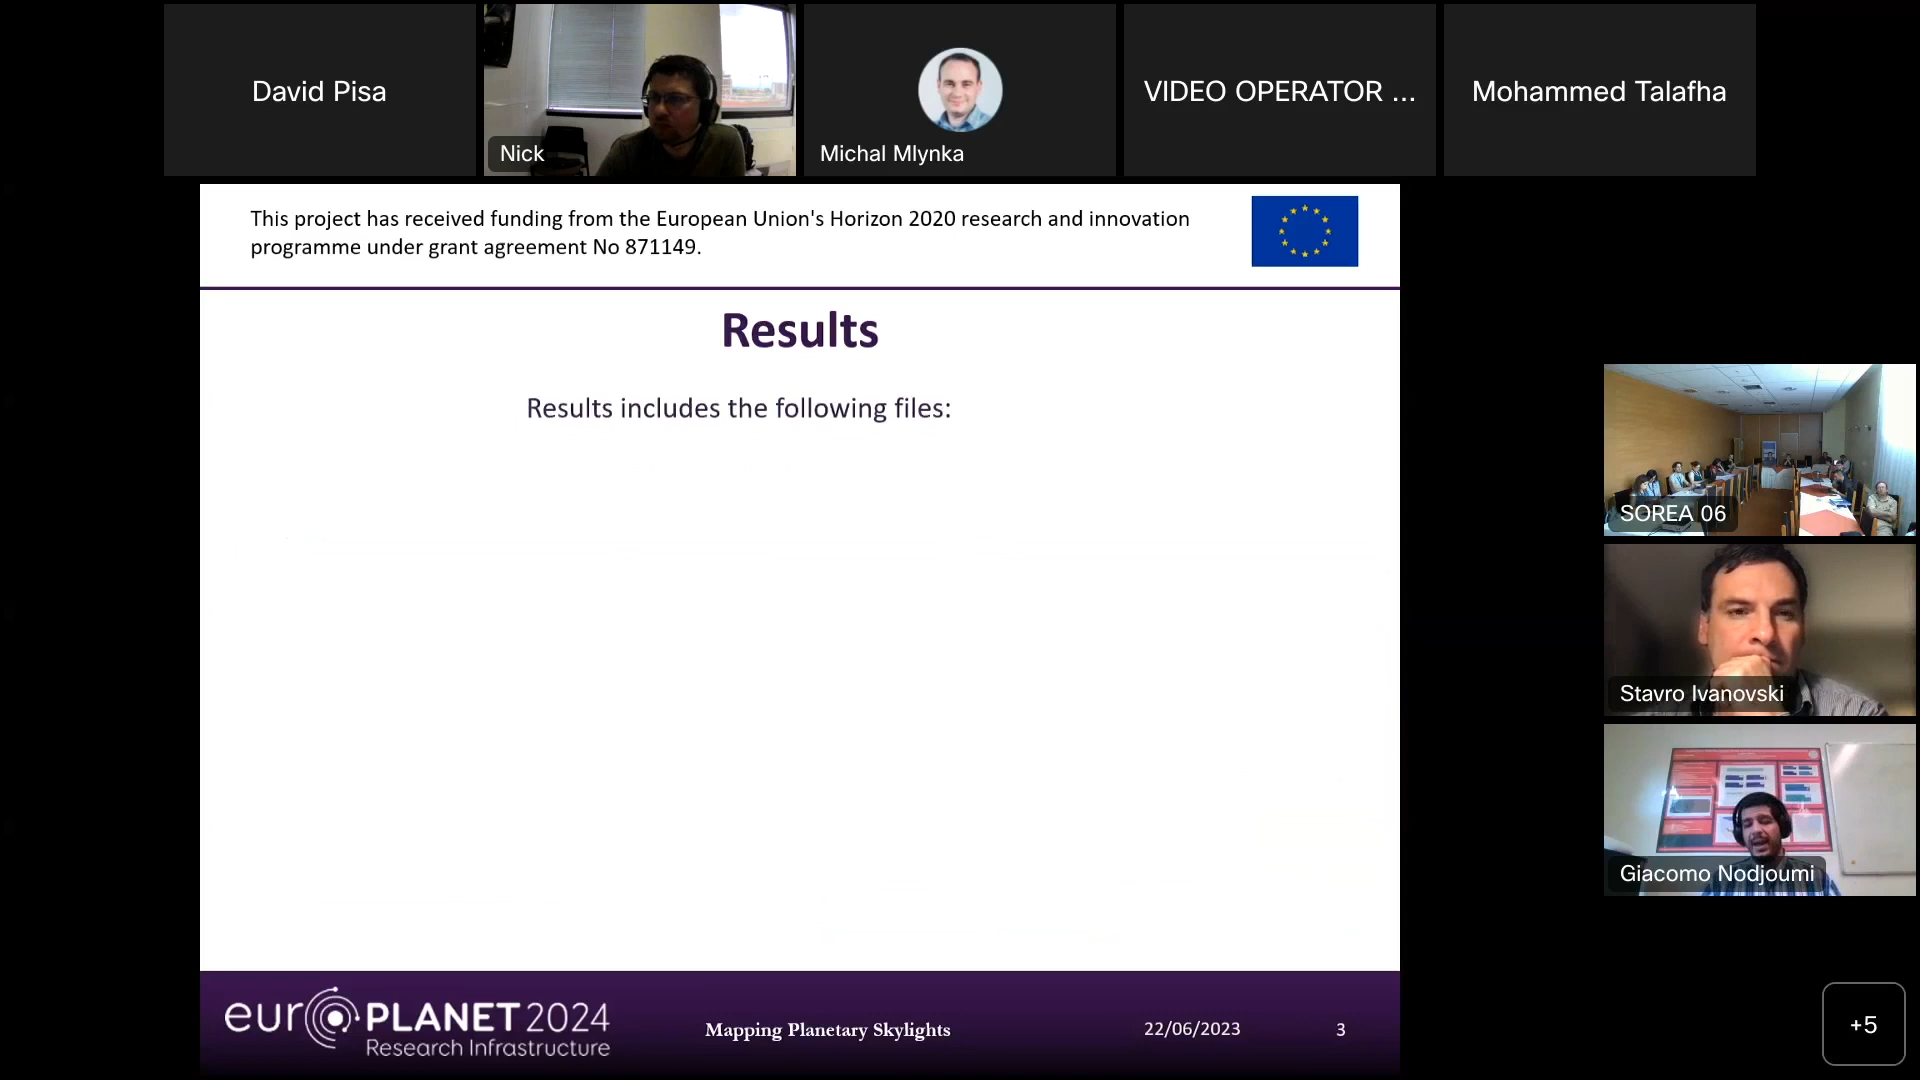 David Pisa
Nick
Michal Mlynka
VIDEO OPERATOR ...
Mohammed Talafha
This project has received funding from the European Union's Horizon 2020 research and innovation
programme under grant agreement No 871149.
Results
Results includes the following files:
SOREA 06
Stavro Ivanovski
Giacomo Nodjoumi
euroPLANET 2024
Research Infrastructure
Mapping Planetary Skylights
22/06/2023
3
+5